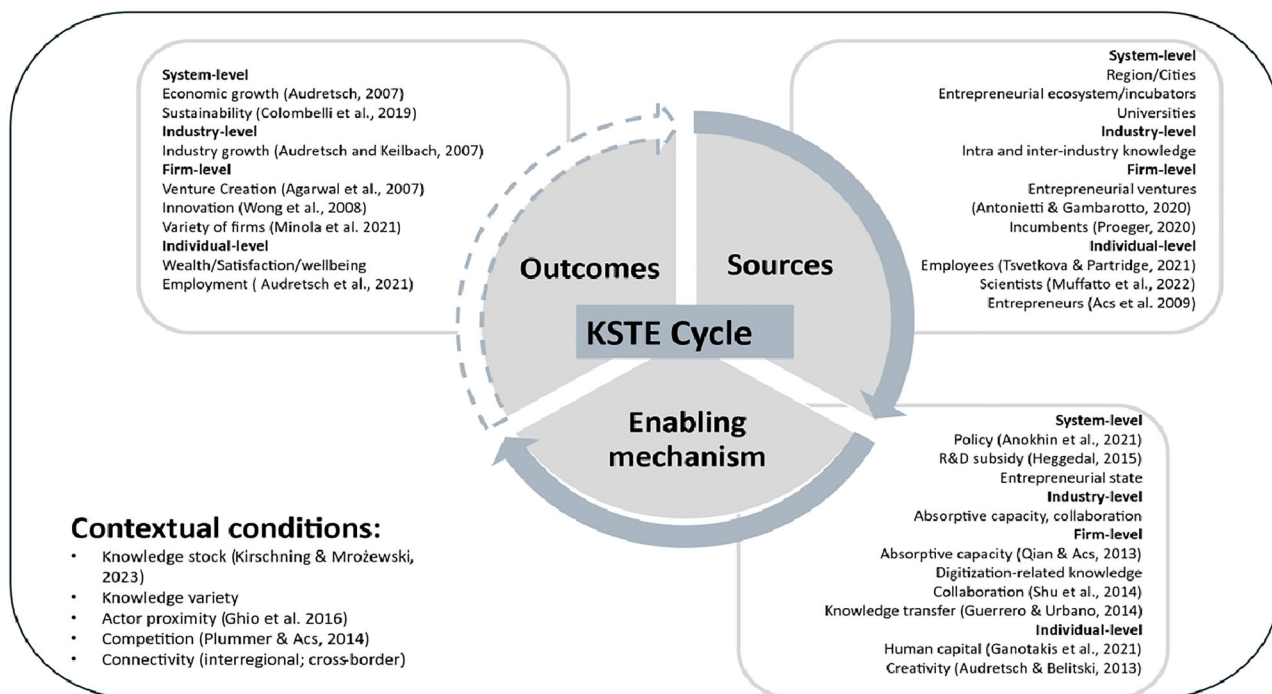 System-level
Economic growth (Audretsch, 2007)
Sustainability (Colombelli et al., 2019)
Industry-level
Industry growth (Audretsch and Keilbach, 2007)
Firm-level
Venture Creation (Agarwal et al., 2007)
Innovation (Wong et al., 2008)
Variety of firms (Minola et al. 2021)
Individual-level
Wealth/Satisfaction/wellbeing
Employment ( Audretsch et al., 2021)
System-level
Region/Cities
Entrepreneurial ecosystem/incubators
Universities
Industry-level
Intra and inter-industry knowledge
Firm-level
Entrepreneurial ventures
(Antonietti & Gambarotto, 2020)
Incumbents (Proeger, 2020)
Individual-level
Employees (Tsvetkova & Partridge, 2021)
Scientists (Muffatto et al., 2022)
Entrepreneurs (Acs et al. 2009)
Outcomes
Sources
KSTE Cycle
Enabling
mechanism
System-level
Policy (Anokhin et al., 2021)
R&D subsidy (Heggedal, 2015)
Entrepreneurial state
Industry-level
Absorptive capacity, collaboration
Firm-level
Absorptive capacity (Qian & Acs, 2013)
Digitization-related knowledge
Collaboration (Shu et al., 2014)
Knowledge transfer (Guerrero & Urbano, 2014)
Individual-level
Human capital (Ganotakis et al., 2021)
Creativity (Audretsch & Belitski, 2013)
Contextual conditions:
• Knowledge stock (Kirschning & Mrożewski,
2023)
• Knowledge variety
• Actor proximity (Ghio et al. 2016)
• Competition (Plummer & Acs, 2014)
• Connectivity (interregional; cross-border)